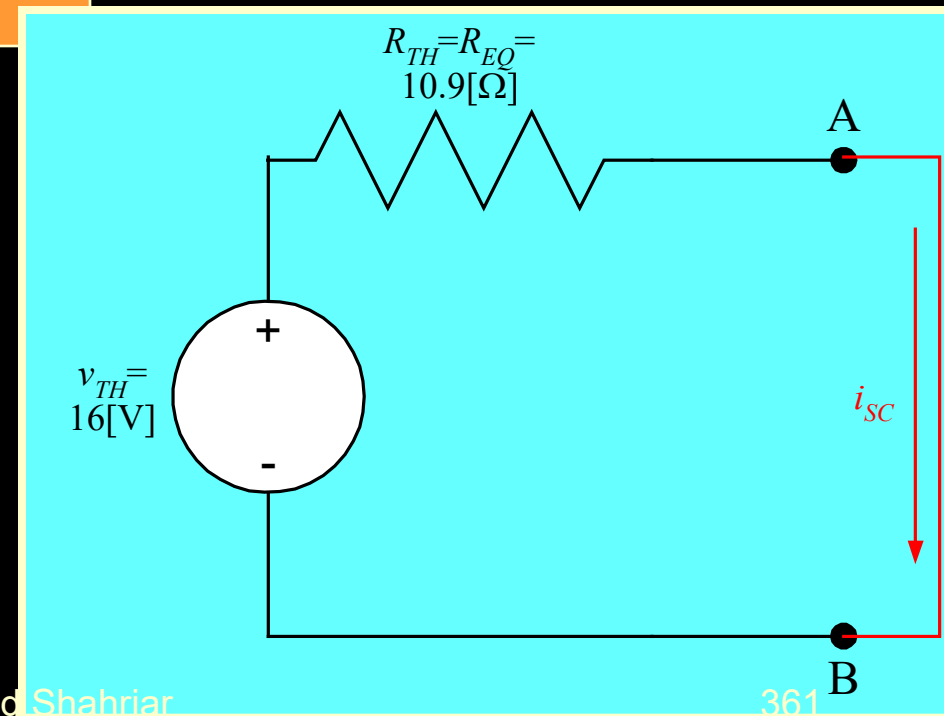 R_TH=R_EQ=
10.9[Ω]
A
+
v_TH=
16[V]
-
i_SC
B
d Shahriar
361